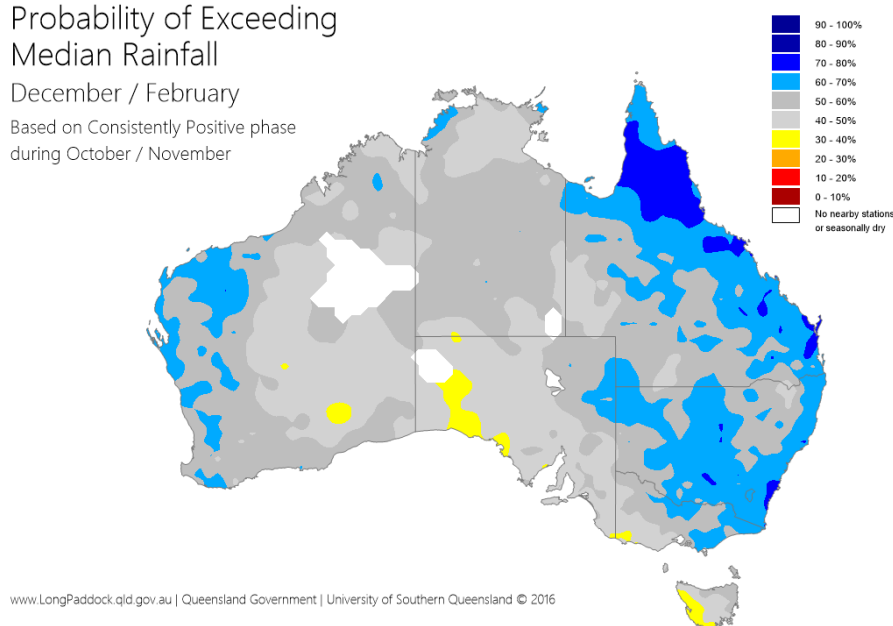 Probability of Exceeding
Median Rainfall
December / February
Based on Consistently Positive phase
during October / November
90 - 100%
80 - 90%
70 - 80%
60 - 70%
50 - 60%
40 - 50%
30 - 40%
20 - 30%
10 - 20%
0 - 10%
No nearby stations
or seasonally dry
www.LongPaddock.qld.gov.au | Queensland Government | University of Southern Queensland © 2016